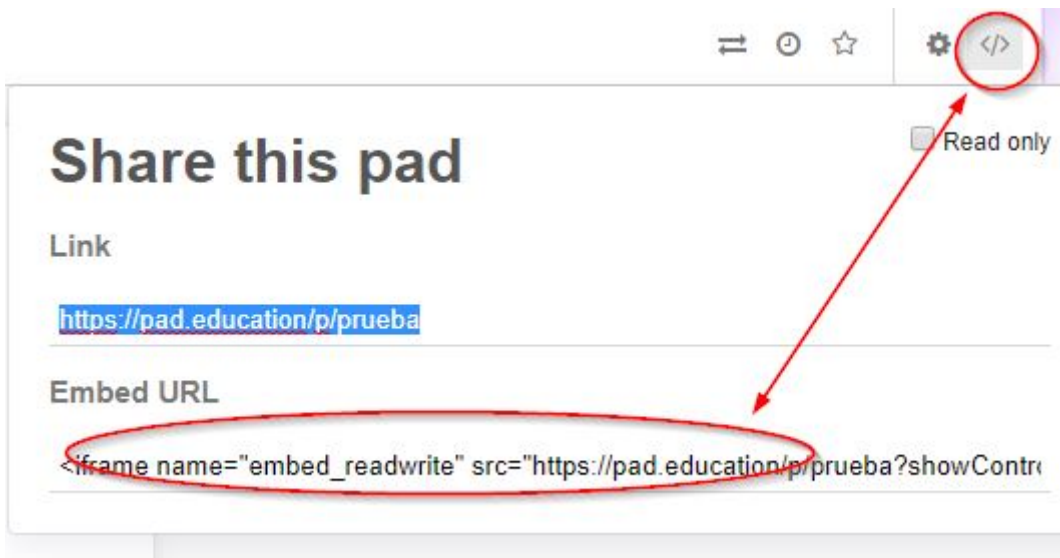 </>
Read only
Share this pad
Link
https://pad.education/p/prueba
Embed URL
<iframe name="embed_readwrite" src="https://pad.education/p/prueba?showContro